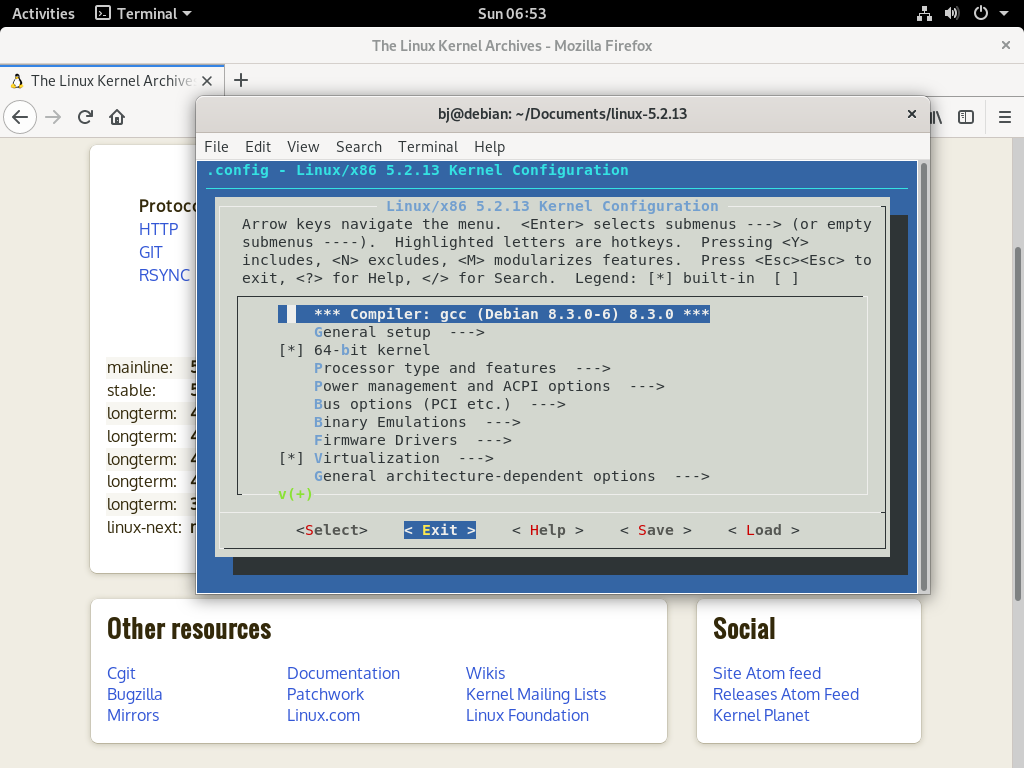 Activities Terminal Sun 06:53
The Linux Kernel Archives - Mozilla Firefox
The Linux Kernel Archive
bj@debian: ~/Documents/linux-5.2.13
File Edit View Search Terminal Help
.config - Linux/x86 5.2.13 Kernel Configuration
Linux/x86 5.2.13 Kernel Configuration
Arrow keys navigate the menu. <Enter> selects submenus ---> (or empty
submenus ----). Highlighted letters are hotkeys. Pressing <Y>
includes, <N> excludes, <M> modularizes features. Press <Esc><Esc> to
exit, <?> for Help, </> for Search. Legend: [*] built-in [ ]
*** Compiler: gcc (Debian 8.3.0-6) 8.3.0 ***
General setup --->
[*] 64-bit kernel
Processor type and features --->
Power management and ACPI options --->
Bus options (PCI etc.) --->
Binary Emulations --->
Firmware Drivers --->
[*] Virtualization --->
General architecture-dependent options --->
v(+)
<Select> < Exit > < Help > < Save > < Load >
Protoco
HTTP
GIT
RSYNC
mainline: 5
stable: 5
longterm: 4
longterm: 4
longterm: 4
longterm: 4
longterm: 3
linux-next:
Other resources
Cgit Documentation Wikis
Bugzilla Patchwork Kernel Mailing Lists
Mirrors Linux.com Linux Foundation
Social
Site Atom feed
Releases Atom Feed
Kernel Planet